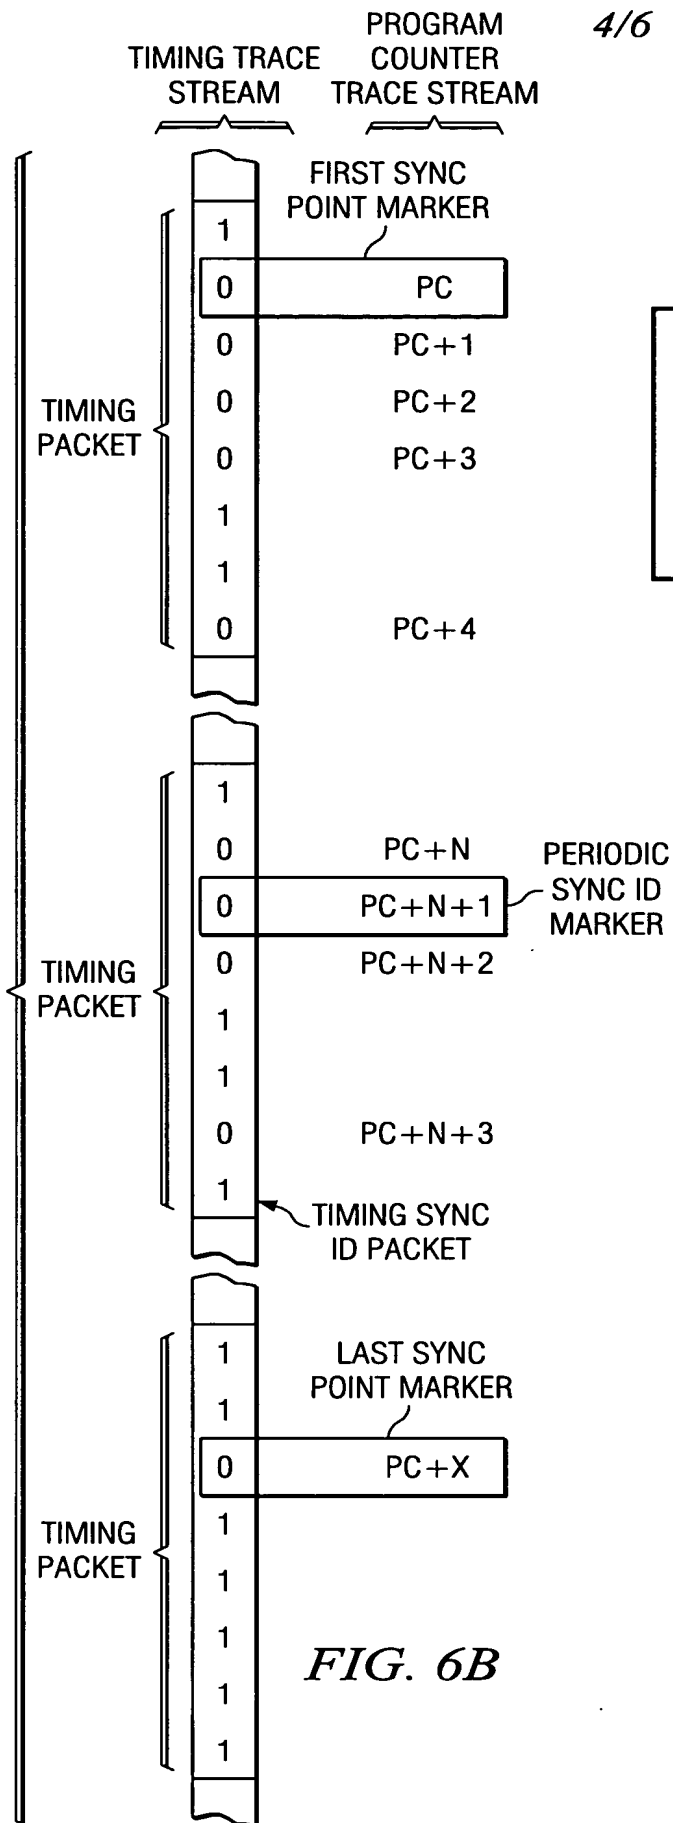 4/6
TIMING TRACE
STREAM
PROGRAM
COUNTER
TRACE STREAM
FIRST SYNC
POINT MARKER
1
0 PC
0 PC+1
0 PC+2
TIMING
PACKET
0 PC+3
1
1
0 PC+4
1
0 PC+N
0 PC+N+1
PERIODIC
SYNC ID
MARKER
0 PC+N+2
TIMING
PACKET
1
1
0 PC+N+3
1
TIMING SYNC
ID PACKET
1
LAST SYNC
POINT MARKER
1
0 PC+X
1
TIMING
PACKET
1
1
1
1
FIG. 6B